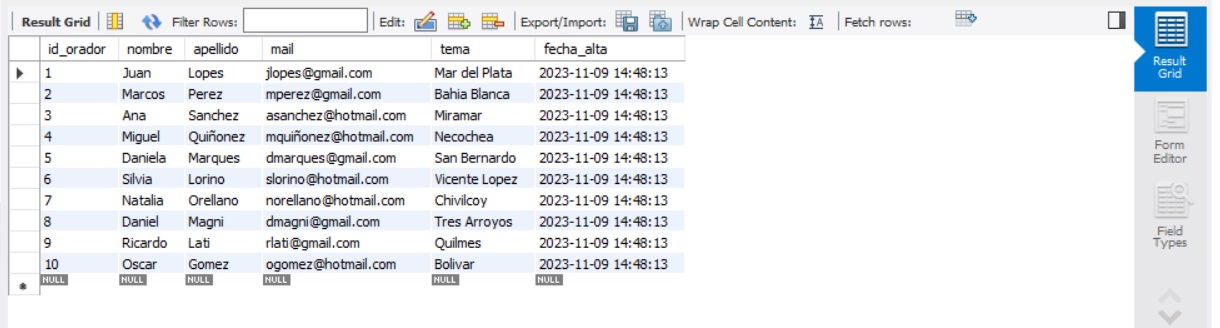 Result Grid Filter Rows: Edit: Export/Import: Wrap Cell Content: Fetch rows:
id_orador nombre apellido mail tema fecha_alta
1 Juan Lopes jlopes@gmail.com Mar del Plata 2023-11-09 14:48:13
2 Marcos Perez mperez@gmail.com Bahia Blanca 2023-11-09 14:48:13
3 Ana Sanchez asanchez@hotmail.com Miramar 2023-11-09 14:48:13
4 Miguel Quiñonez mquiñonez@hotmail.com Necochea 2023-11-09 14:48:13
5 Daniela Marques dmarques@gmail.com San Bernardo 2023-11-09 14:48:13
6 Silvia Lorino slorino@hotmail.com Vicente Lopez 2023-11-09 14:48:13
7 Natalia Orellano norellano@hotmail.com Chivilcoy 2023-11-09 14:48:13
8 Daniel Magni dmagni@gmail.com Tres Arroyos 2023-11-09 14:48:13
9 Ricardo Lati rlati@gmail.com Quilmes 2023-11-09 14:48:13
10 Oscar Gomez ogomez@hotmail.com Bolivar 2023-11-09 14:48:13
NULL NULL NULL NULL NULL NULL
Result
Grid
Form
Editor
Field
Types